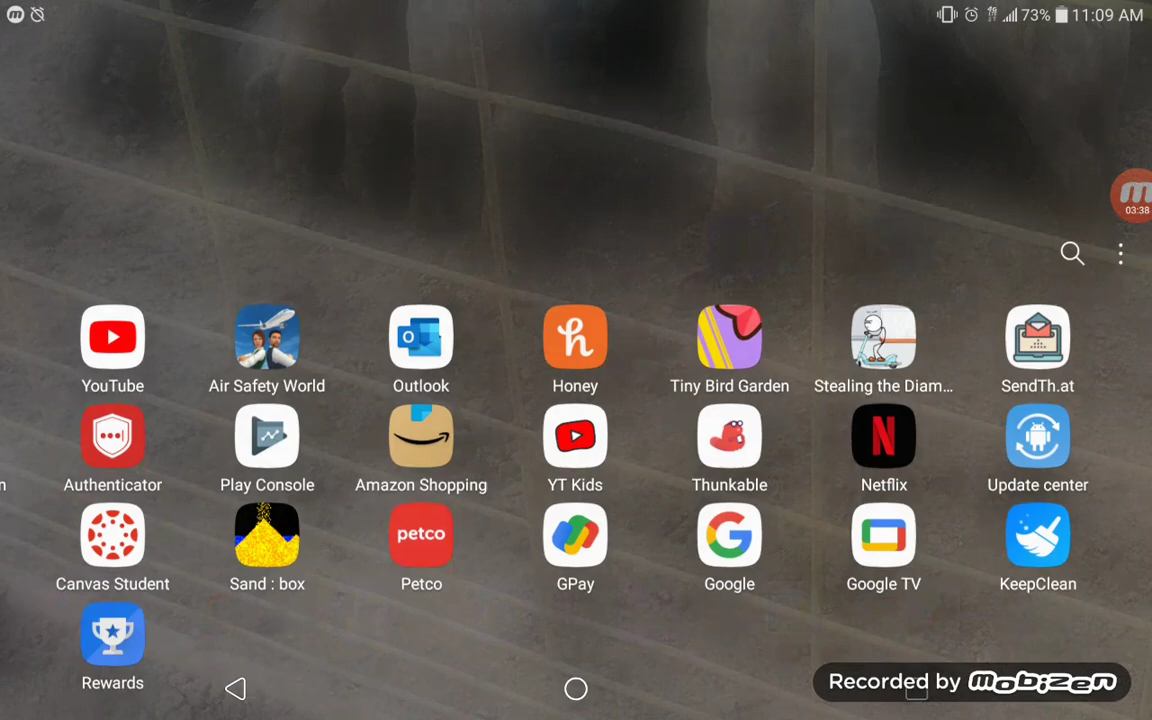 73% 11:09 AM
03:38
YouTube Air Safety World Outlook Honey Tiny Bird Garden Stealing the Diam... SendTh.at
n Authenticator Play Console Amazon Shopping YT Kids Thunkable Netflix Update center
petco
Canvas Student Sand : box Petco GPay Google Google TV KeepClean
Rewards
Recorded by mobizen